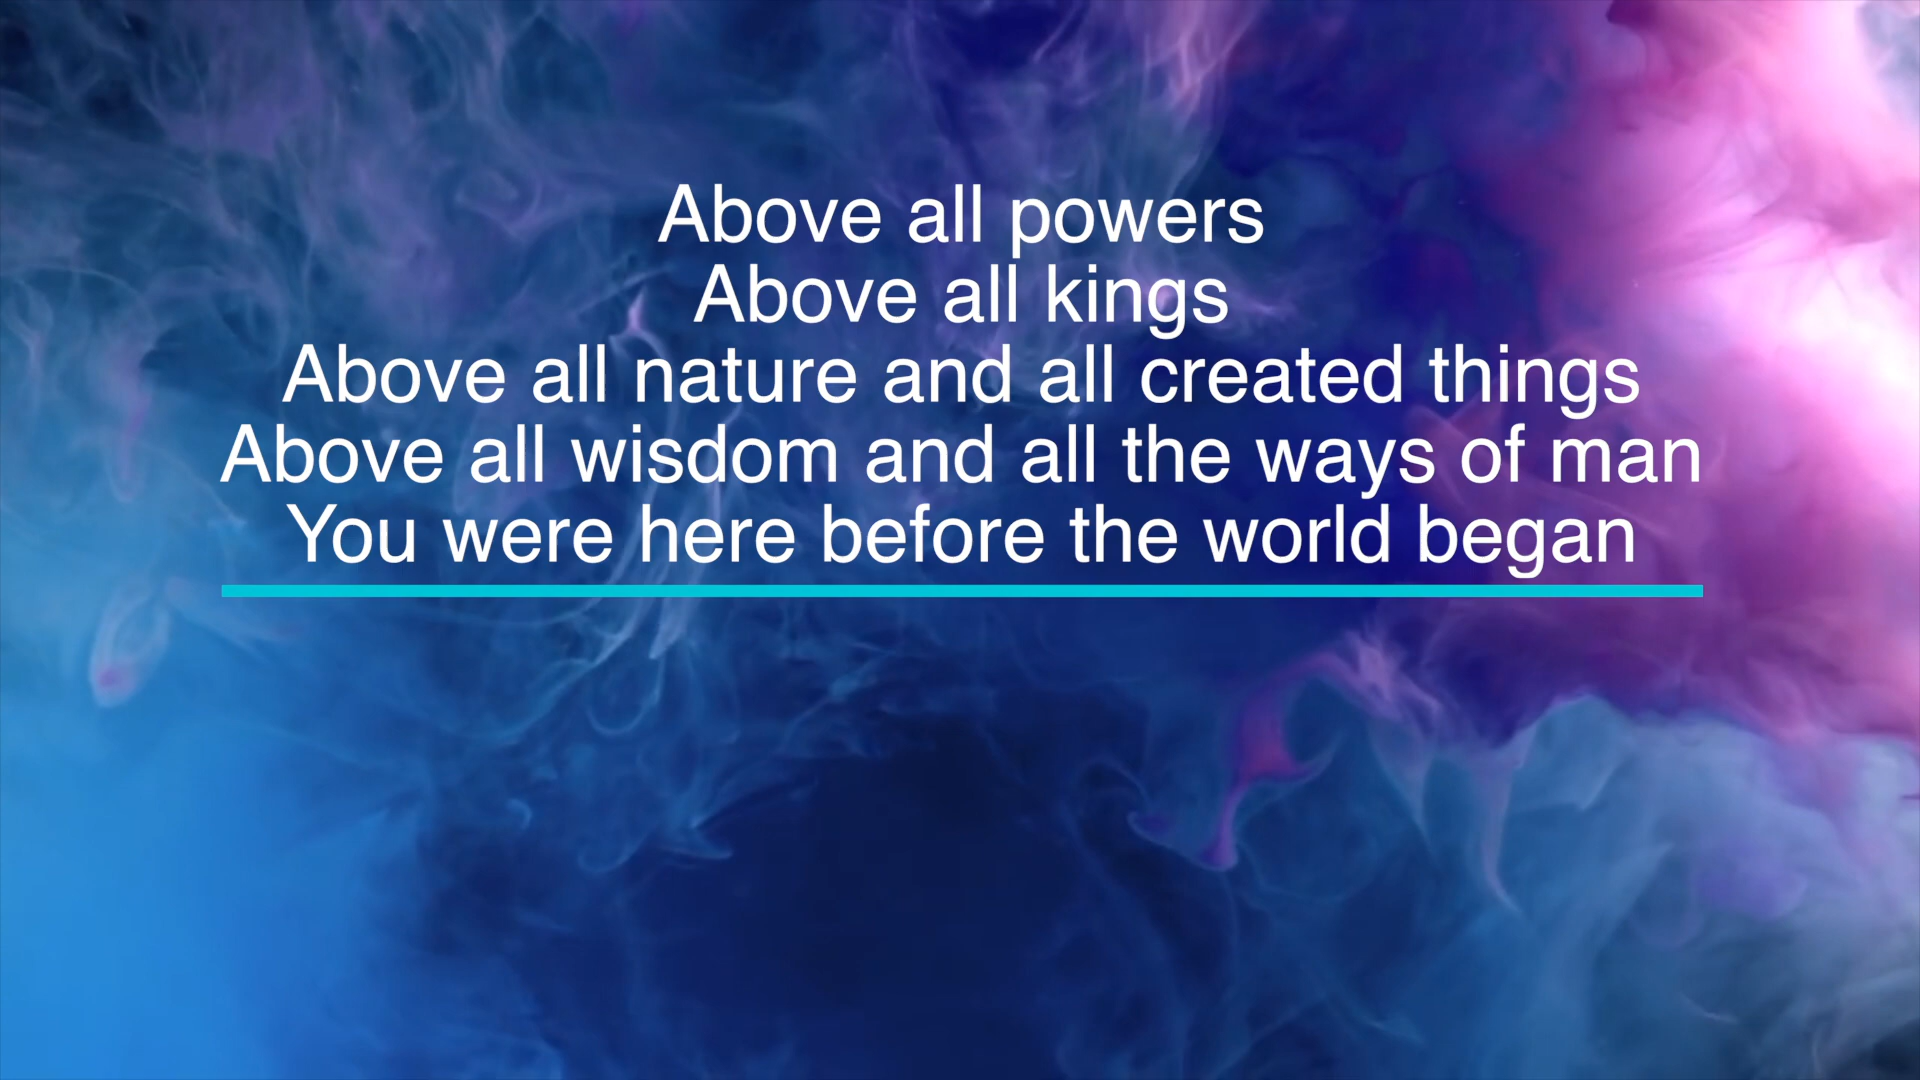 Above all powers
Above all kings
Above all nature and all created things
Above all wisdom and all the ways of man
You were here before the world began